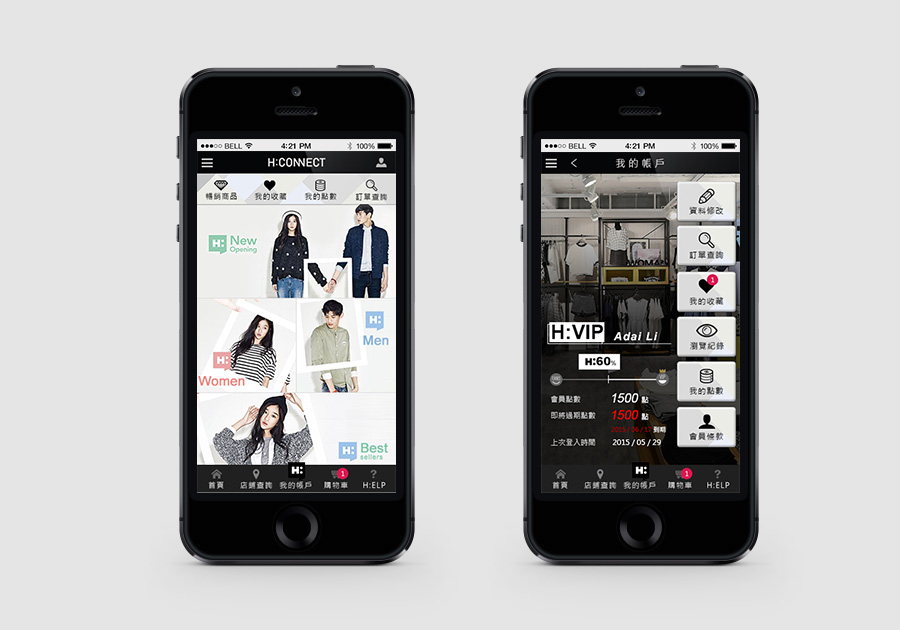 ●●●○○ BELL 4:21 PM 100%
H:CONNECT
暢銷商品 我的收藏 我的點數 訂單查詢
H: New
Opening
H: Men
H: Women
H: Best
sellers
H: 1
首頁 店鋪查詢 我的帳戶 購物車 H:ELP
●●●○○ BELL 4:21 PM 100%
我的帳戶
資料修改
訂單查詢
1
我的收藏
瀏覽紀錄
我的點數
會員條款
H:VIP Adai Li
H:60%
會員點數 1500 點
即將過期點數 1500 點
到期
上次登入時間 2015 / 05 / 29
H: 1
首頁 店鋪查詢 我的帳戶 購物車 H:ELP